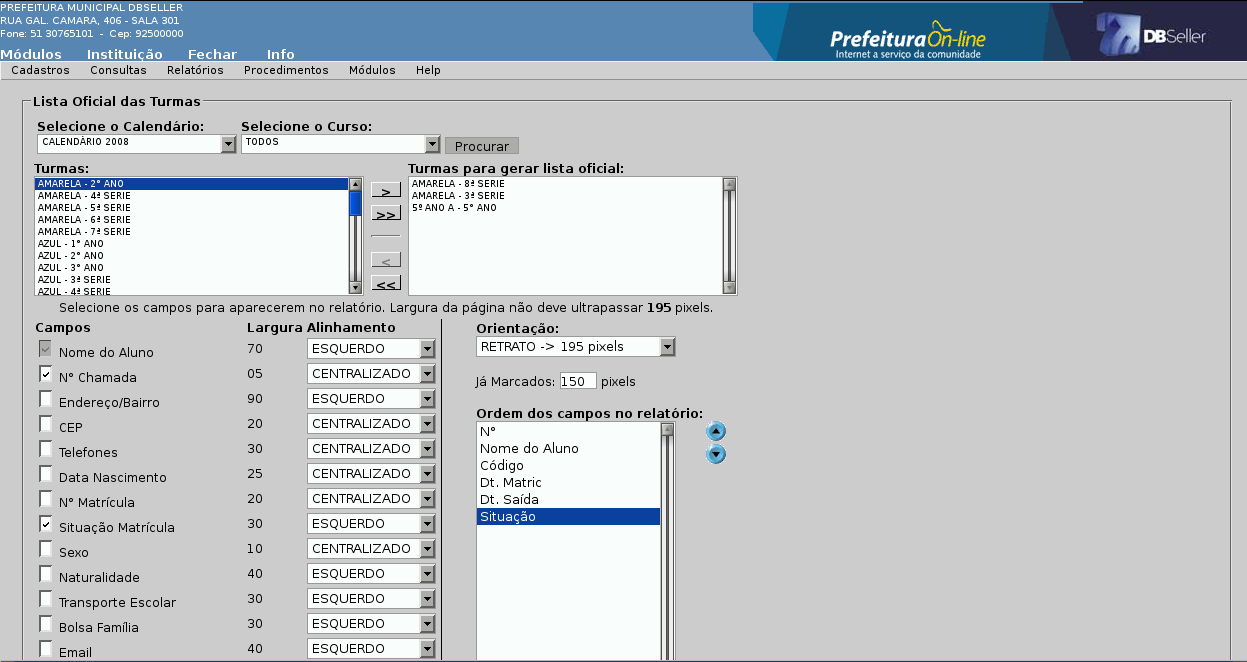 PREFEITURA MUNICIPAL DBSELLER
RUA GAL. CAMARA, 406 - SALA 301
Fone: 51 30765101 - Cep: 92500000
Módulos Instituição Fechar Info
Prefeitura On-line
Internet a serviço da comunidade
DBSeller
Cadastros Consultas Relatórios Procedimentos Módulos Help
Lista Oficial das Turmas
Selecione o Calendário: Selecione o Curso:
CALENDÁRIO 2008 TODOS Procurar
Turmas: Turmas para gerar lista oficial:
AMARELA - 2° ANO
AMARELA - 4ª SERIE
AMARELA - 5ª SERIE
AMARELA - 6ª SERIE
AMARELA - 7ª SERIE
AZUL - 1° ANO
AZUL - 2° ANO
AZUL - 3° ANO
AZUL - 3ª SERIE
AZUL - 4ª SERIE
>
>>
<
<<
AMARELA - 8ª SERIE
AMARELA - 3ª SERIE
5º ANO A - 5° ANO
Selecione os campos para aparecerem no relatório. Largura da página não deve ultrapassar 195 pixels.
Campos Largura Alinhamento
Nome do Aluno 70 ESQUERDO
N° Chamada 05 CENTRALIZADO
Endereço/Bairro 90 ESQUERDO
CEP 20 CENTRALIZADO
Telefones 30 CENTRALIZADO
Data Nascimento 25 CENTRALIZADO
N° Matrícula 20 CENTRALIZADO
Situação Matrícula 30 ESQUERDO
Sexo 10 CENTRALIZADO
Naturalidade 40 ESQUERDO
Transporte Escolar 30 ESQUERDO
Bolsa Família 30 ESQUERDO
Email 40 ESQUERDO
Orientação:
RETRATO -> 195 pixels
Já Marcados: 150 pixels
Ordem dos campos no relatório:
N°
Nome do Aluno
Código
Dt. Matric
Dt. Saída
Situação